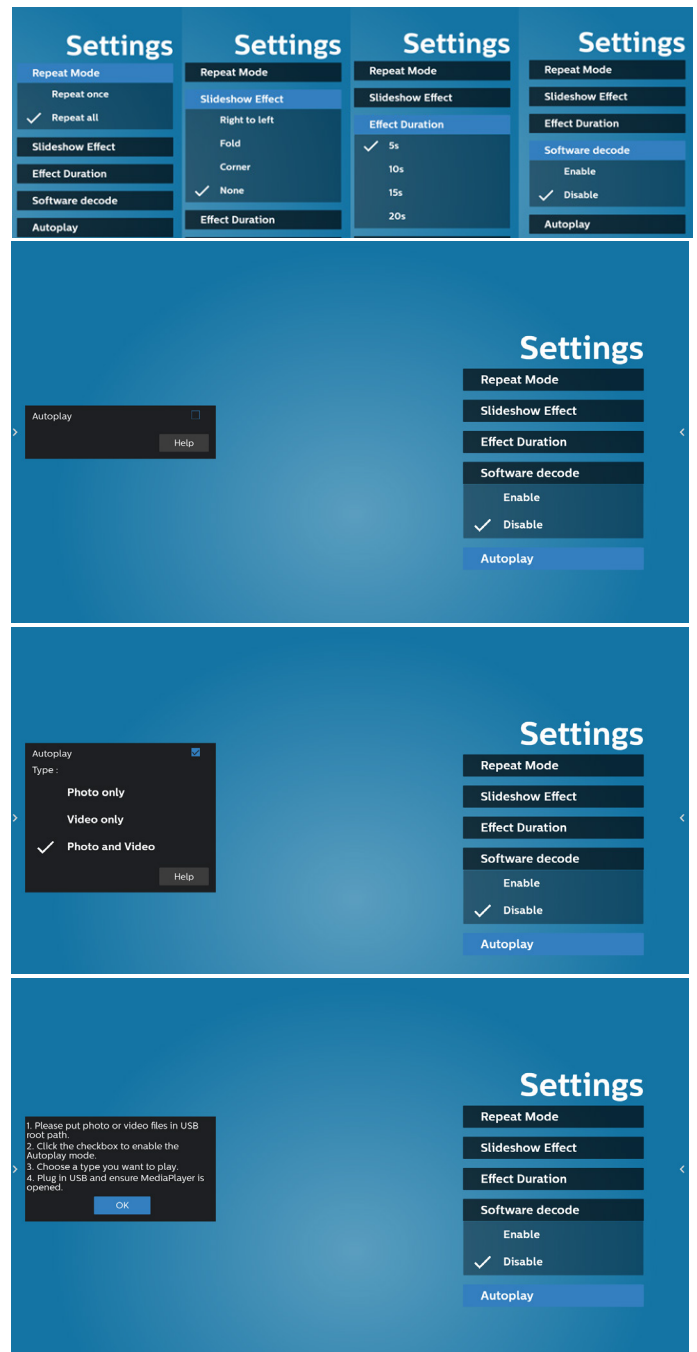 Settings
Repeat Mode
Repeat once
Repeat all
Slideshow Effect
Effect Duration
Software decode
Autoplay
Settings
Repeat Mode
Slideshow Effect
Right to left
Fold
Corner
None
Effect Duration
Settings
Repeat Mode
Slideshow Effect
Effect Duration
5s
10s
15s
20s
Settings
Repeat Mode
Slideshow Effect
Effect Duration
Software decode
Enable
Disable
Autoplay
Autoplay
Help
Settings
Repeat Mode
Slideshow Effect
Effect Duration
Software decode
Enable
Disable
Autoplay
Autoplay
Type :
Photo only
Video only
Photo and Video
Help
Settings
Repeat Mode
Slideshow Effect
Effect Duration
Software decode
Enable
Disable
Autoplay
1. Please put photo or video files in USB
root path.
2. Click the checkbox to enable the
Autoplay mode.
3. Choose a type you want to play.
4. Plug in USB and ensure MediaPlayer is
opened.
OK
Settings
Repeat Mode
Slideshow Effect
Effect Duration
Software decode
Enable
Disable
Autoplay